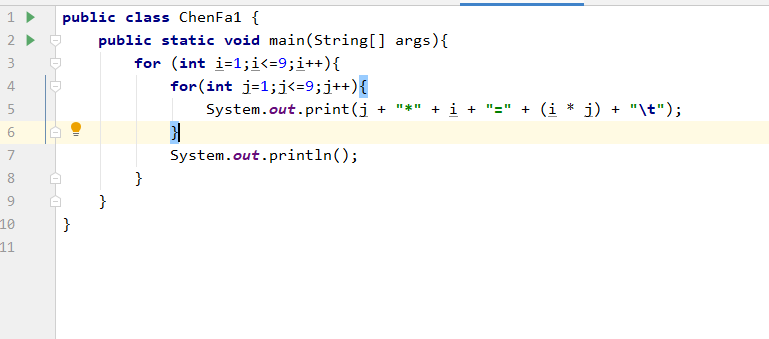 1 public class ChenFa1 {
2 public static void main(String[] args){
3 for (int i=1;i<=9;i++){
4 for(int j=1;j<=9;j++){
5 System.out.print(j + "*" + i + "=" + (i * j) + "\t");
6 }
7 System.out.println();
8 }
9 }
10 }
11